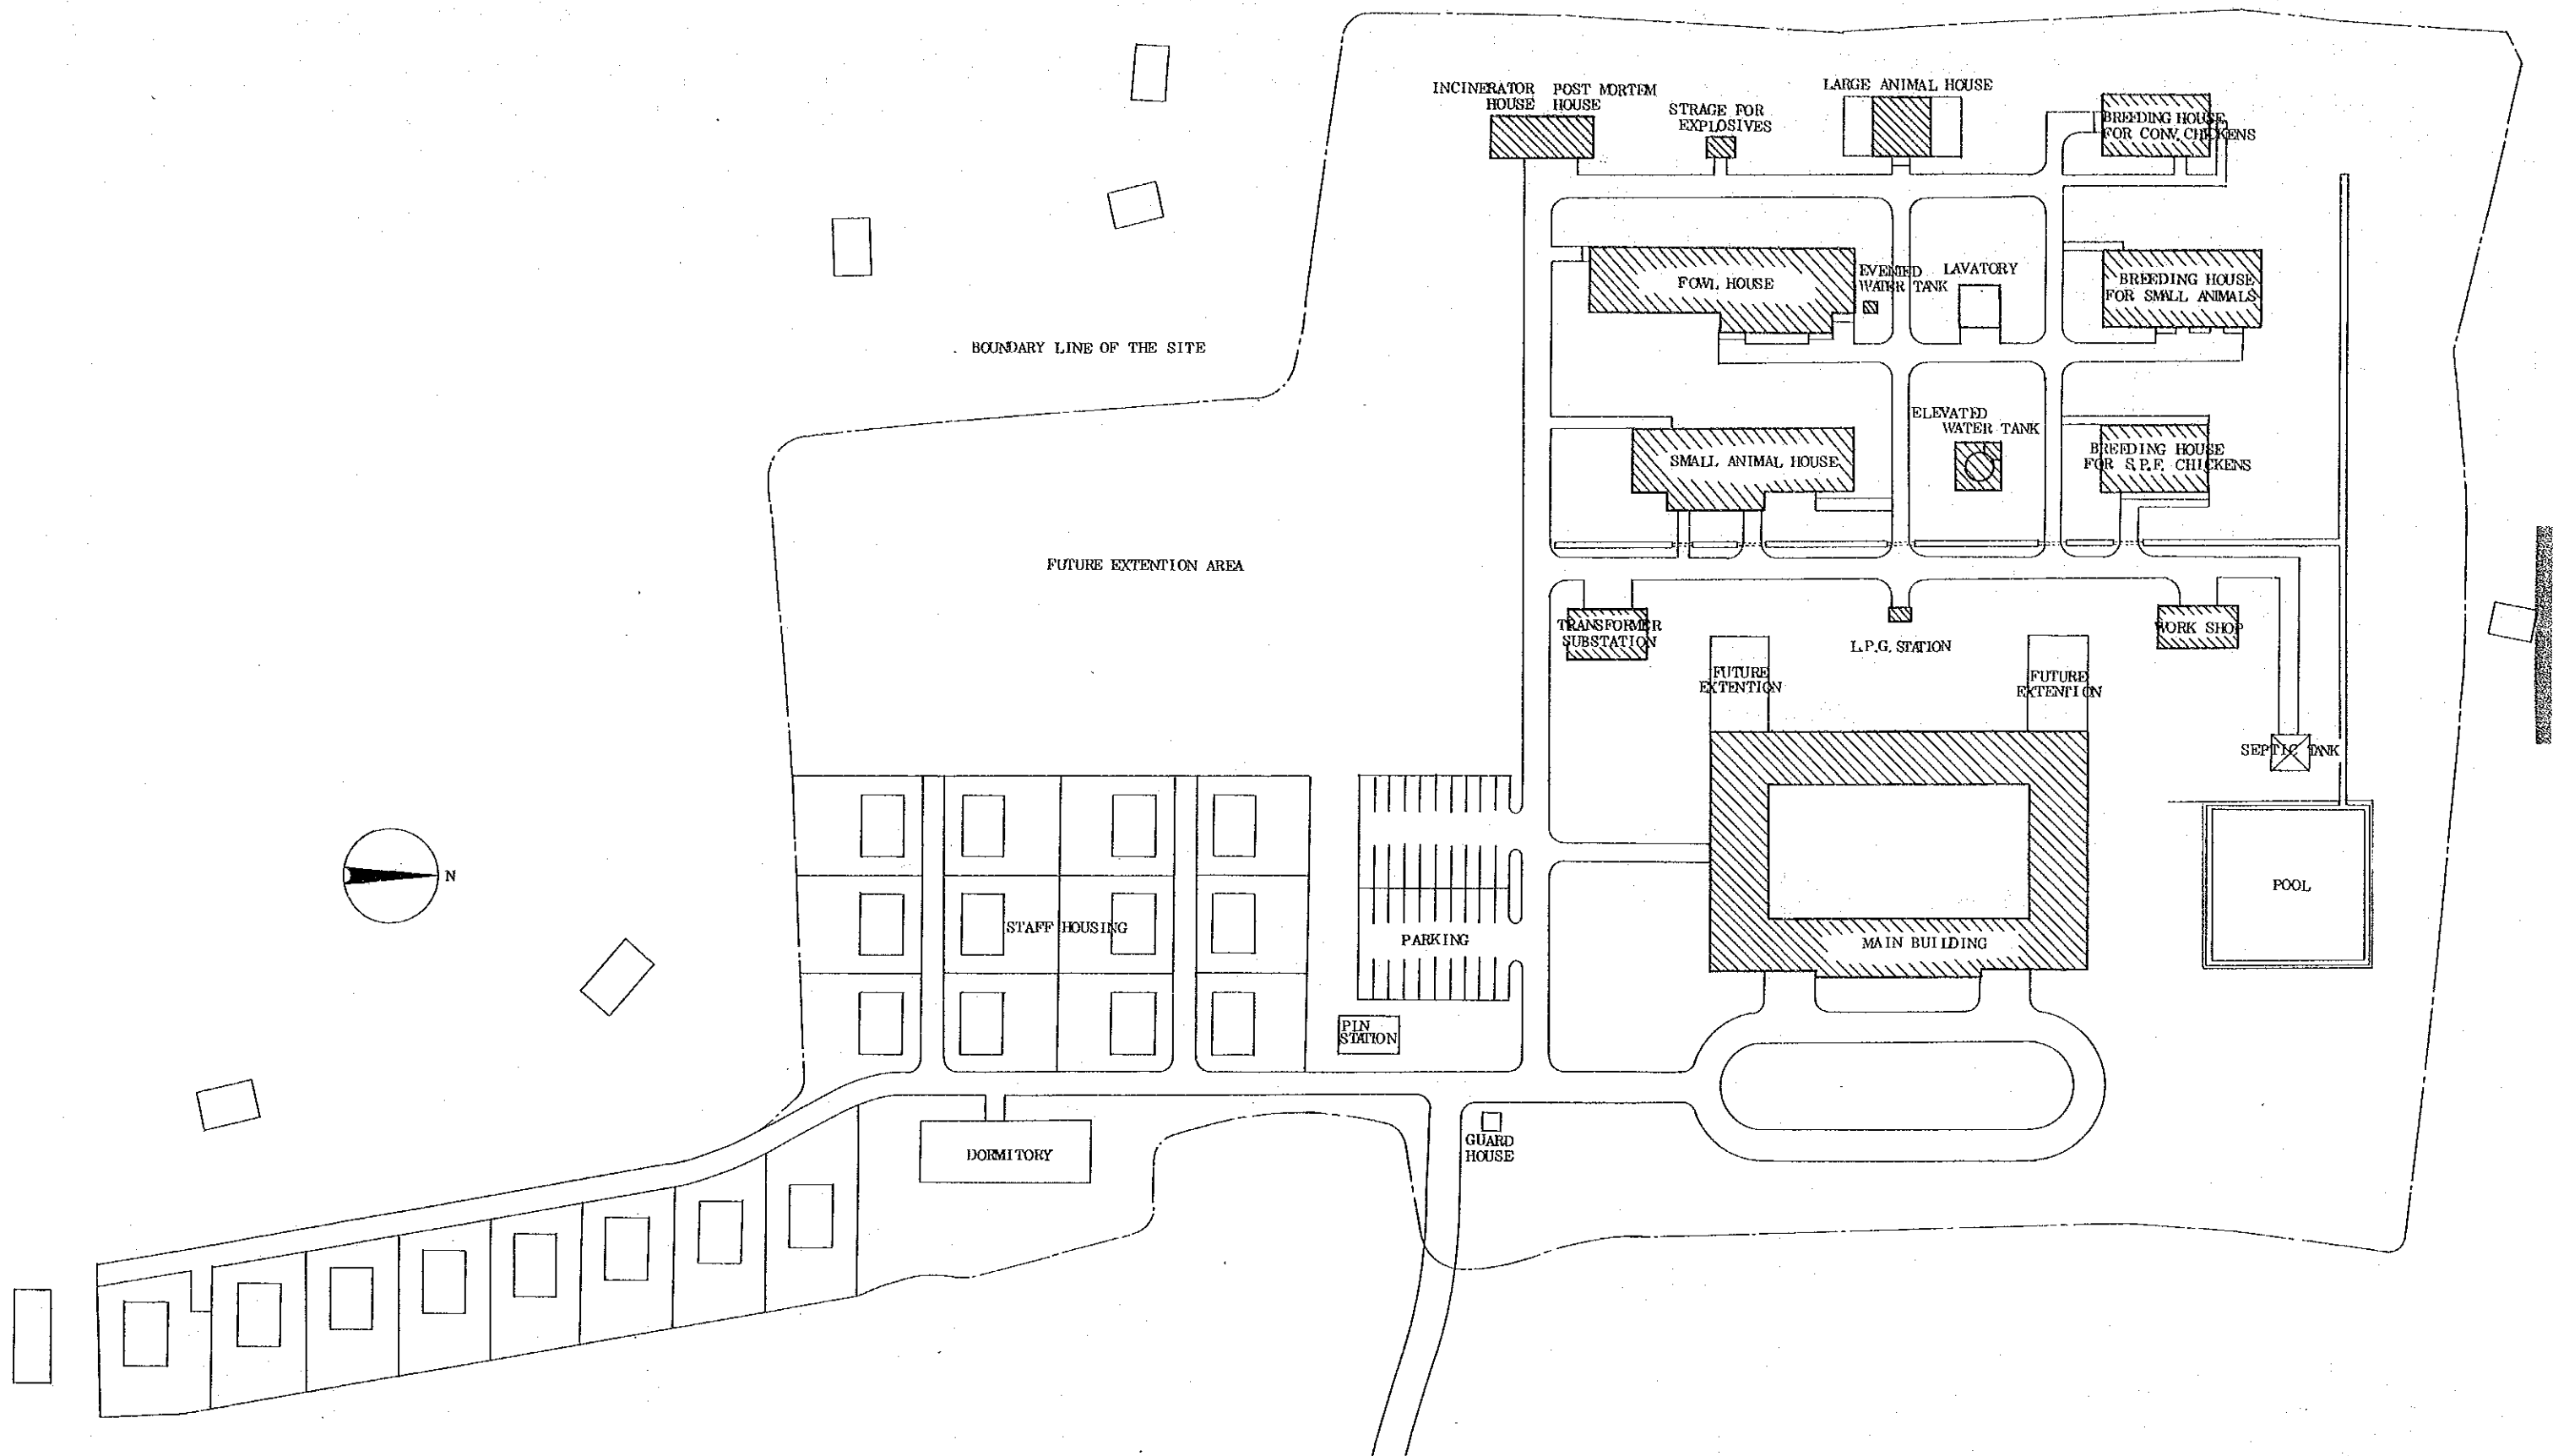 INCINERATOR POST MORTEM
HOUSE HOUSE
STRAGE FOR
EXPLOSIVES
LARGE ANIMAL HOUSE
BREEDING HOUSE
FOR CONV. CHICKENS
FOWL HOUSE
WATER TANK
LAVATORY
BREEDING HOUSE
FOR SMALL ANIMALS
BOUNDARY LINE OF THE SITE
ELEVATED
WATER TANK
SMALL ANIMAL HOUSE
BREEDING HOUSE
FOR S.P.F. CHICKENS
FUTURE EXTENTION AREA
TRANSFORMER
SUBSTATION
L.P.G. STATION
WORK SHOP
FUTURE
EXTENTION
FUTURE
EXTENTION
SEPTIC TANK
N
POOL
STAFF HOUSING
PARKING
MAIN BUILDING
PIN
STATION
GUARD
HOUSE
DORMITORY